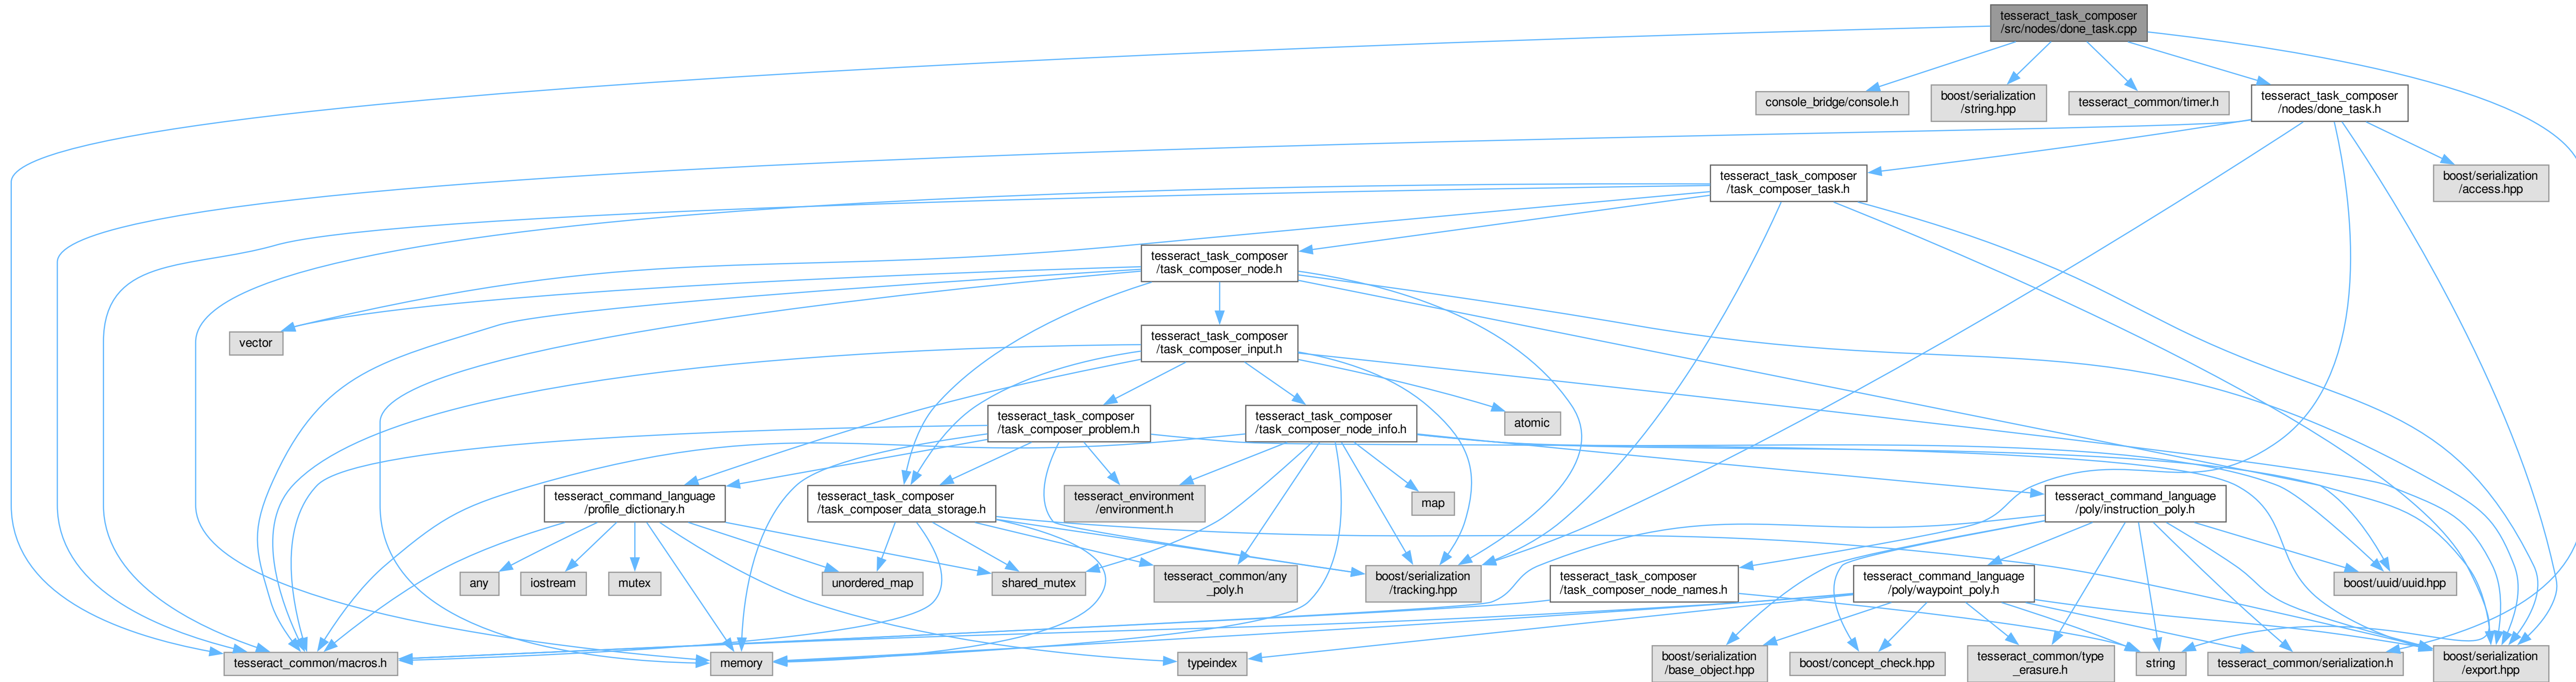 tesseract_task_composer
/src/nodes/done_task.cpp
console_bridge/console.h
boost/serialization
/string.hpp
tesseract_common/timer.h
tesseract_task_composer
/nodes/done_task.h
tesseract_task_composer
/task_composer_task.h
boost/serialization
/access.hpp
tesseract_task_composer
/task_composer_node.h
vector
tesseract_task_composer
/task_composer_input.h
tesseract_task_composer
/task_composer_problem.h
tesseract_task_composer
/task_composer_node_info.h
atomic
tesseract_command_language
/profile_dictionary.h
tesseract_task_composer
/task_composer_data_storage.h
tesseract_environment
/environment.h
map
tesseract_command_language
/poly/instruction_poly.h
any
iostream
mutex
unordered_map
shared_mutex
tesseract_common/any
_poly.h
boost/serialization
/tracking.hpp
tesseract_task_composer
/task_composer_node_names.h
tesseract_command_language
/poly/waypoint_poly.h
boost/uuid/uuid.hpp
tesseract_common/macros.h
memory
typeindex
boost/serialization
/base_object.hpp
boost/concept_check.hpp
tesseract_common/type
_erasure.h
string
tesseract_common/serialization.h
boost/serialization
/export.hpp